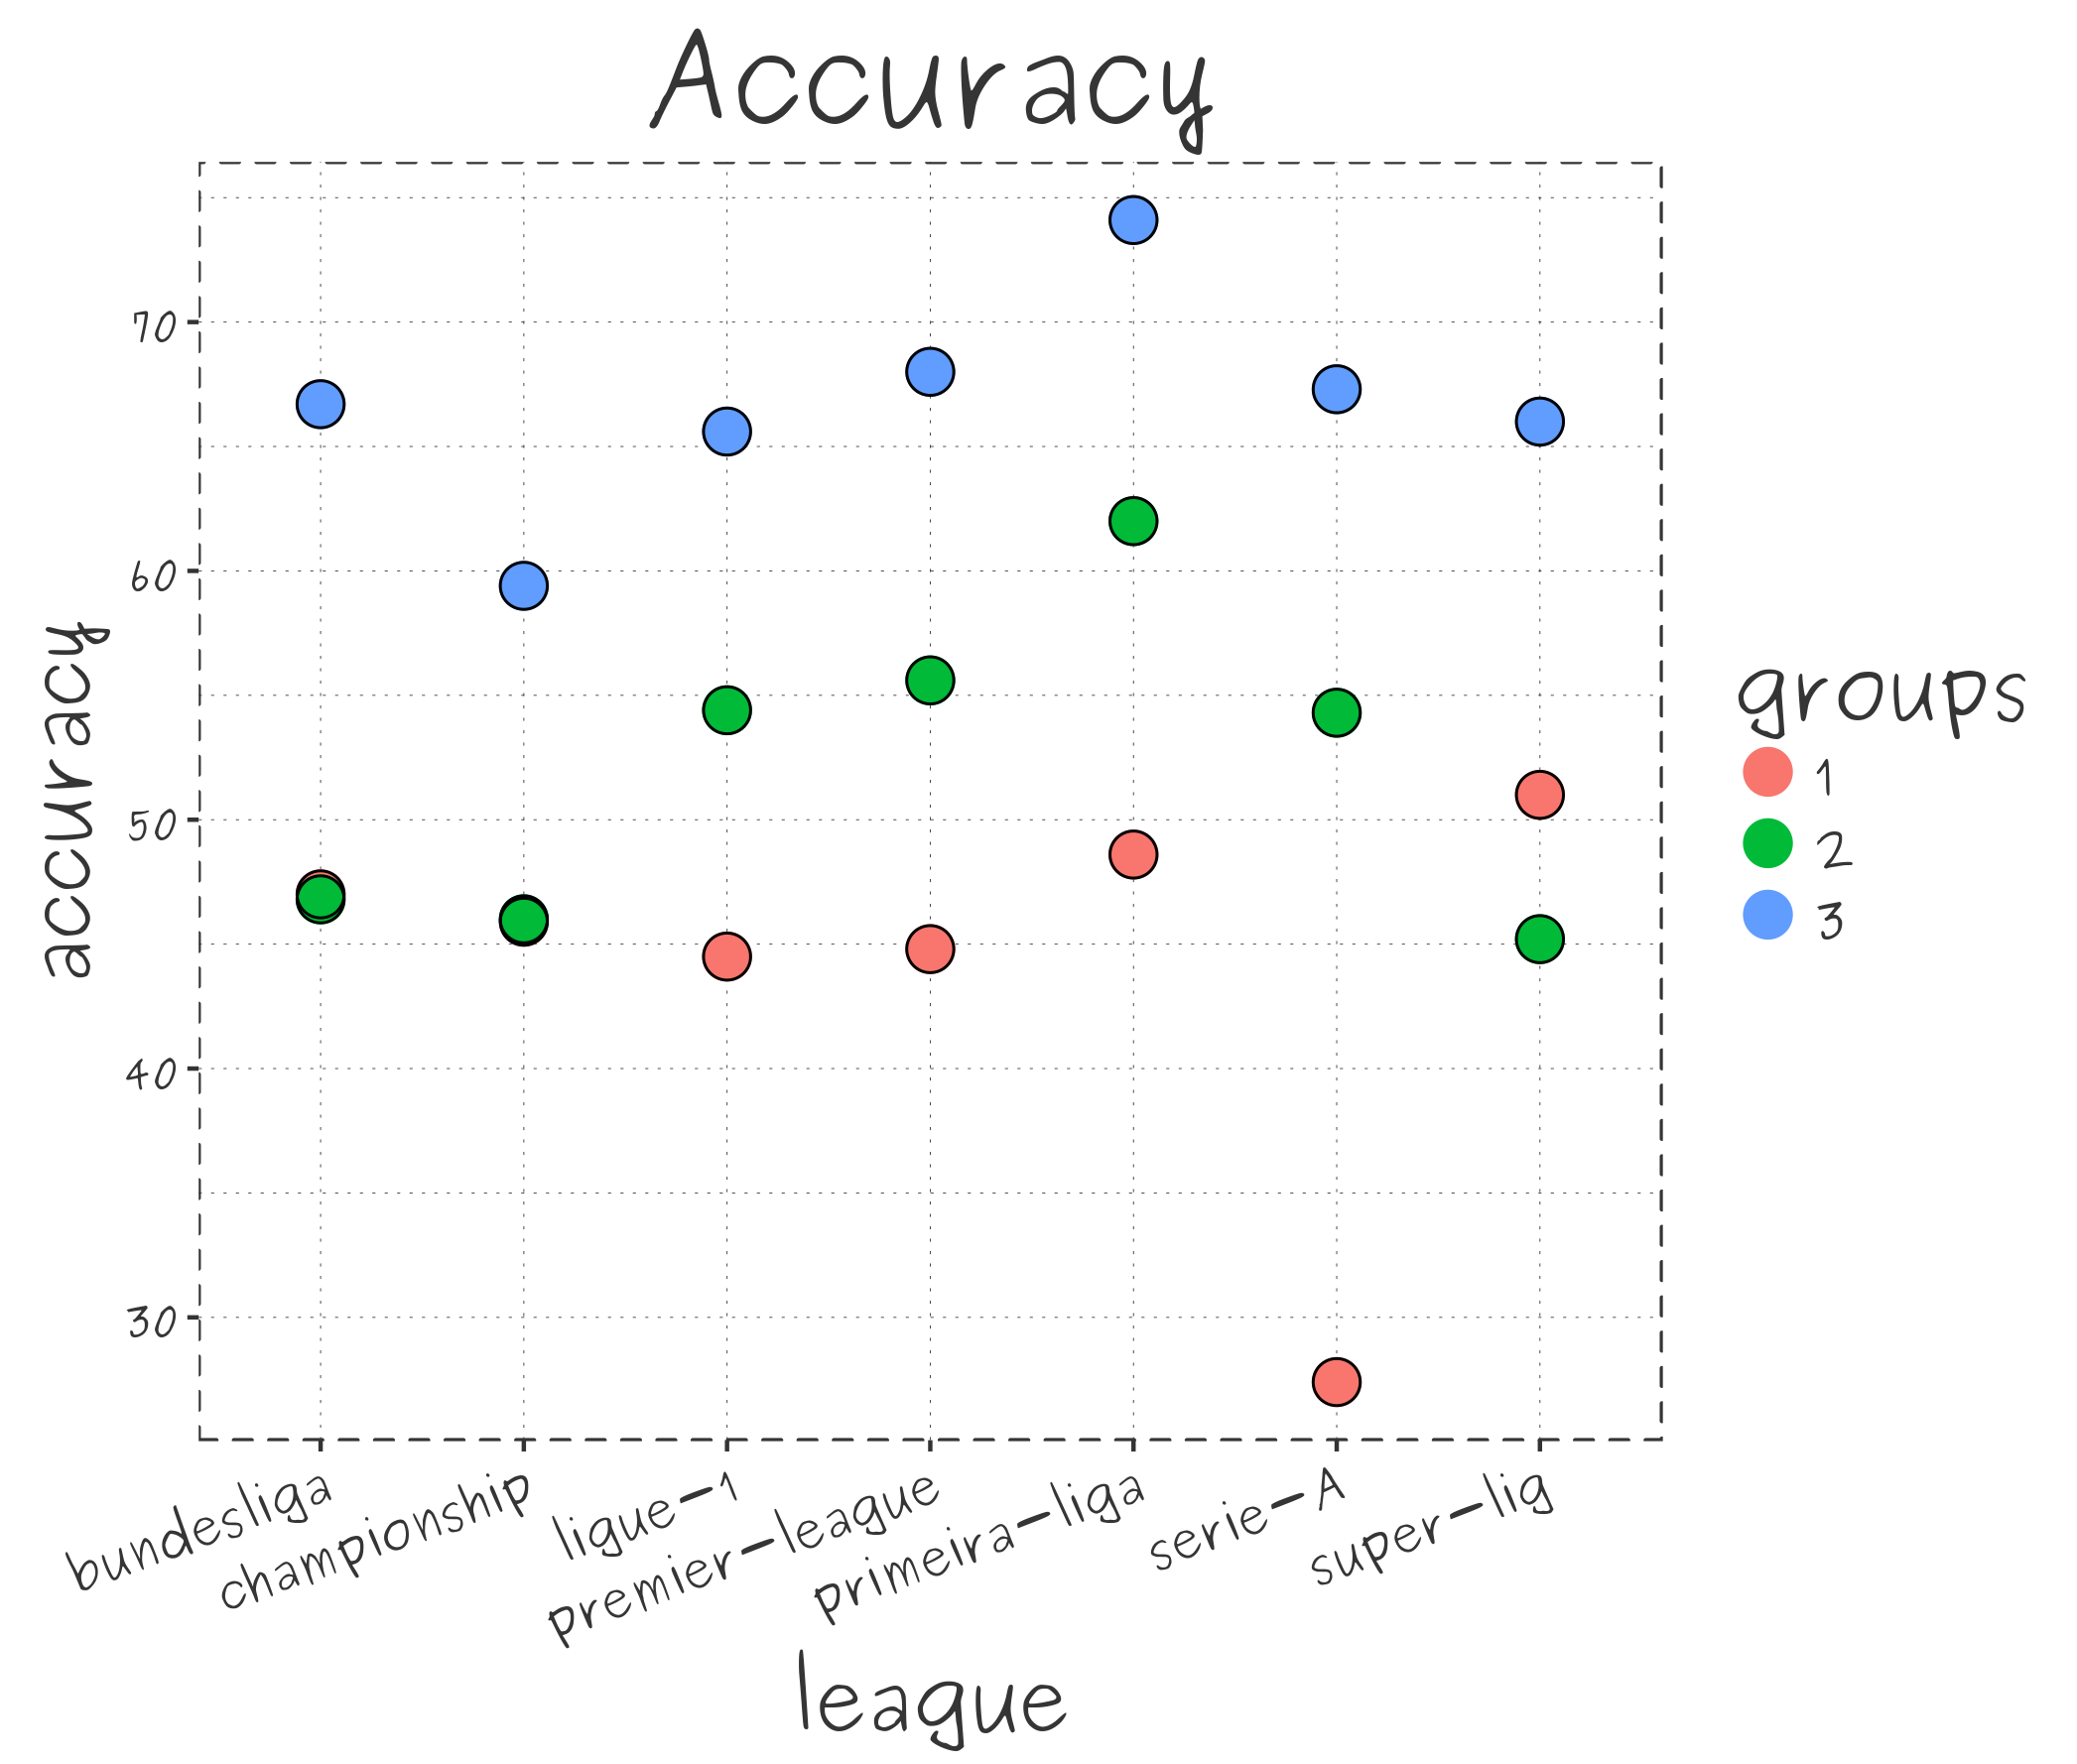 Accuracy
accuracy
70
60
50
40
30
bundesliga
championship
ligue-1
premier-league
primeira-liga
serie-A
super-lig
league
groups
1
2
3